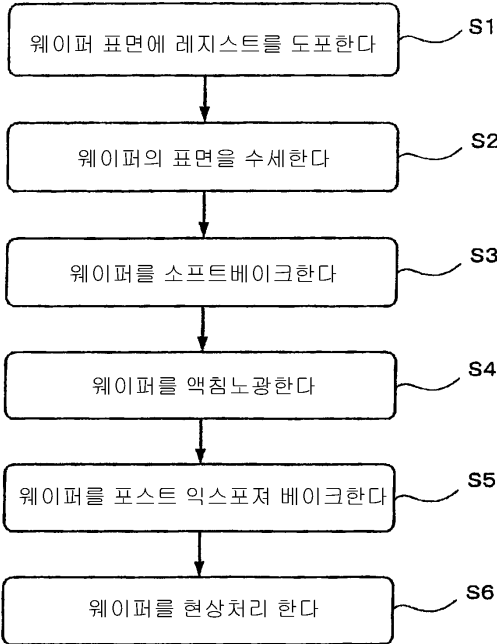 웨이퍼 표면에 레지스트를 도포한다
S1
웨이퍼의 표면을 수세한다
S2
웨이퍼를 소프트베이크한다
S3
웨이퍼를 액침노광한다
S4
웨이퍼를 포스트 익스포져 베이크한다
S5
웨이퍼를 현상처리 한다
S6